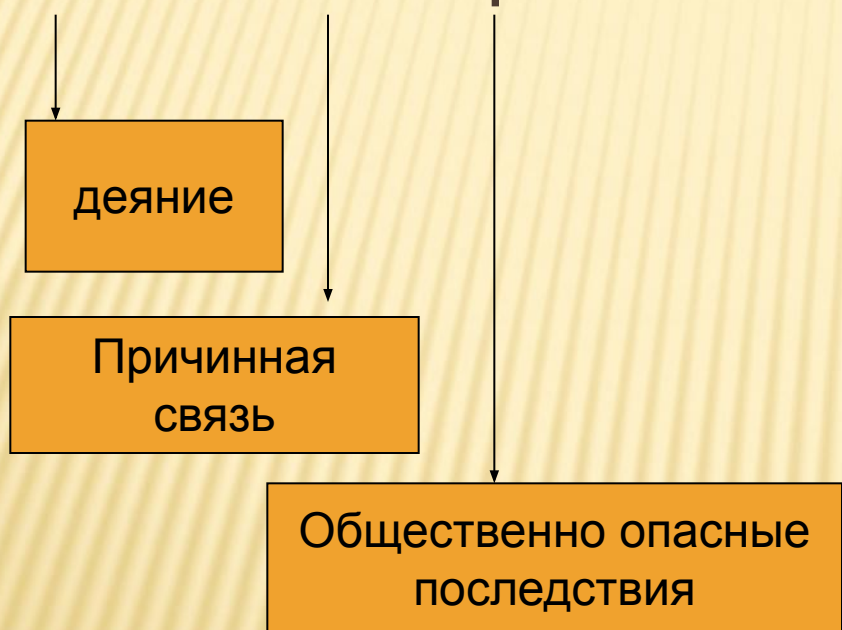 деяние
Причинная
связь
Общественно опасные
последствия